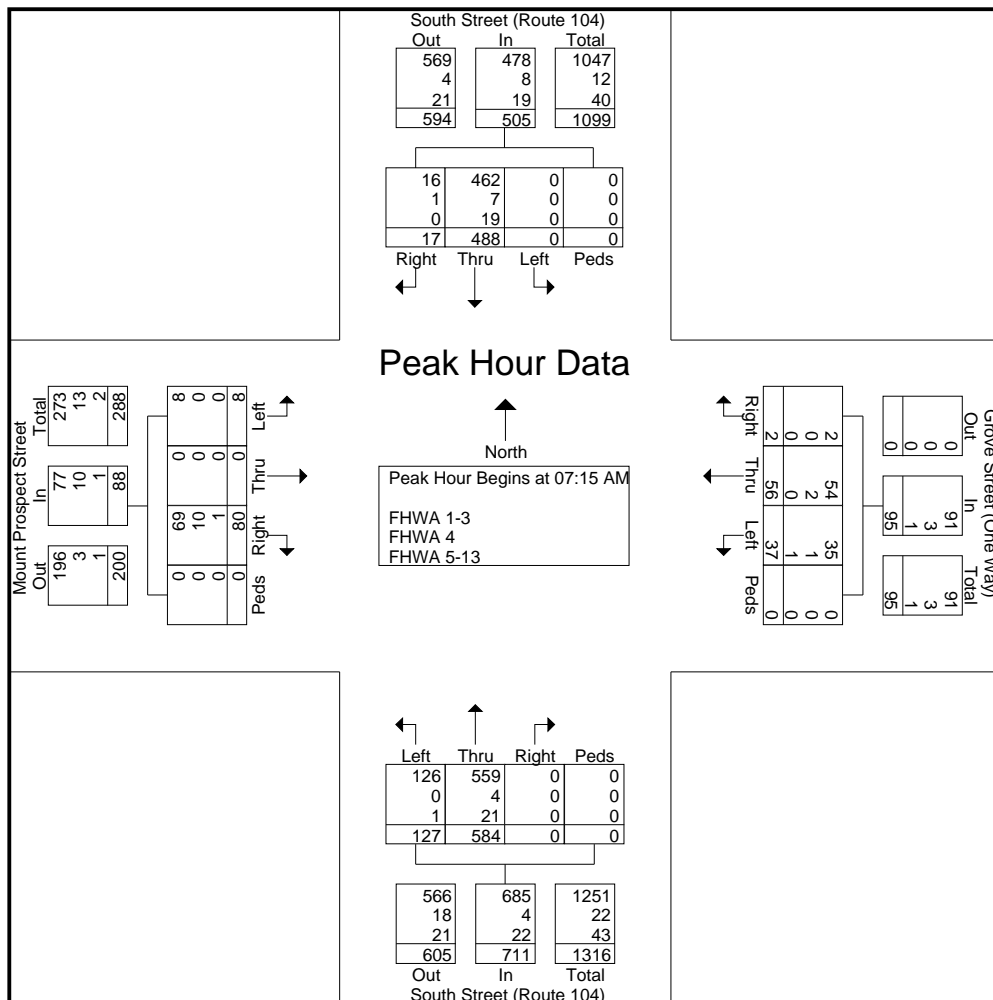 South Street (Route 104)
Out In Total
569 478 1047
4 8 12
21 19 40
594 505 1099
16 462 0 0
1 7 0 0
0 19 0 0
17 488 0 0
Right Thru Left Peds
Peak Hour Data
North
Peak Hour Begins at 07:15 AM
FHWA 1-3
FHWA 4
FHWA 5-13
Mount Prospect Street
Out In Total
196 77 273
3 10 13
1 1 2
200 88 288
0 69 0 8
0 10 0 0
0 1 0 0
0 80 0 8
Peds Right Thru Left
Grove Street (One Way)
Out In Total
0 91 91
0 3 3
0 1 1
0 95 95
2 54 35 0
0 2 1 0
0 0 1 0
2 56 37 0
Right Thru Left Peds
Left Thru Right Peds
126 559 0 0
0 4 0 0
1 21 0 0
127 584 0 0
566 685 1251
18 4 22
21 22 43
605 711 1316
Out In Total
South Street (Route 104)